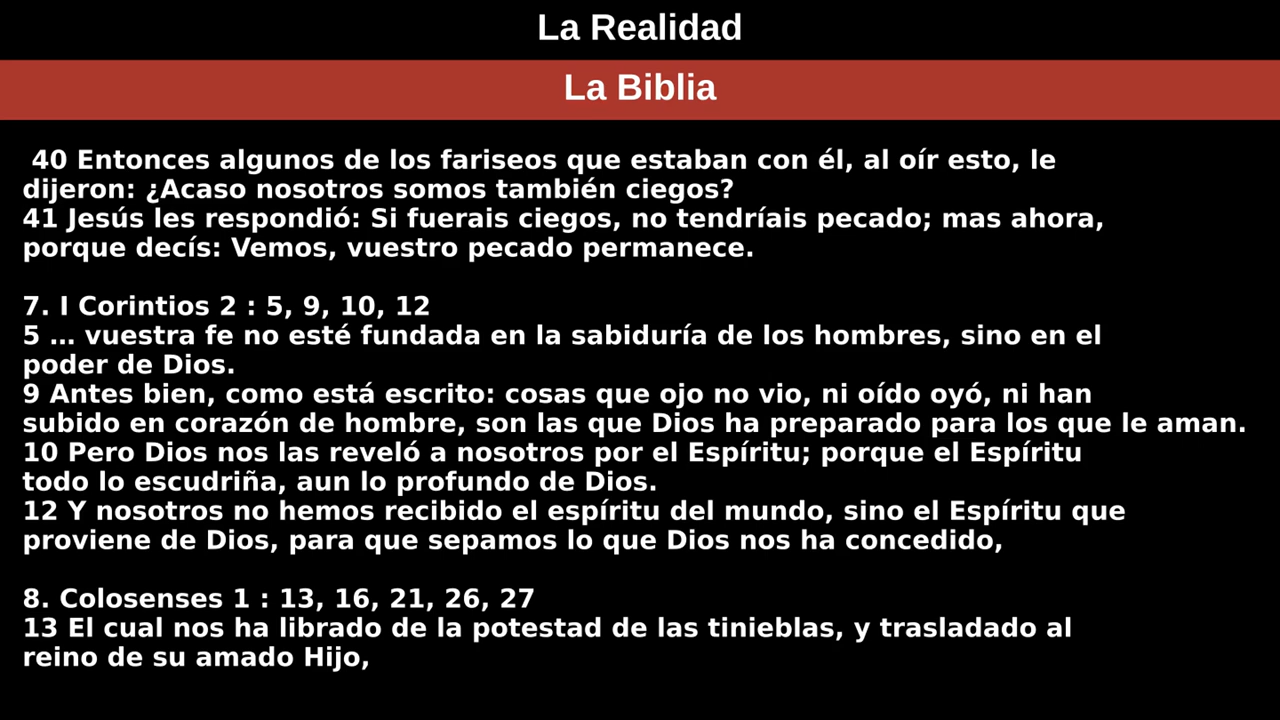 La Realidad
La Biblia
40 Entonces algunos de los fariseos que estaban con él, al oír esto, le
dijeron: ¿Acaso nosotros somos también ciegos?
41 Jesús les respondió: Si fuerais ciegos, no tendríais pecado; mas ahora,
porque decís: Vemos, vuestro pecado permanece.
7. I Corintios 2 : 5, 9, 10, 12
5 … vuestra fe no esté fundada en la sabiduría de los hombres, sino en el
poder de Dios.
9 Antes bien, como está escrito: cosas que ojo no vio, ni oído oyó, ni han
subido en corazón de hombre, son las que Dios ha preparado para los que le aman.
10 Pero Dios nos las reveló a nosotros por el Espíritu; porque el Espíritu
todo lo escudriña, aun lo profundo de Dios.
12 Y nosotros no hemos recibido el espíritu del mundo, sino el Espíritu que
proviene de Dios, para que sepamos lo que Dios nos ha concedido,
8. Colosenses 1 : 13, 16, 21, 26, 27
13 El cual nos ha librado de la potestad de las tinieblas, y trasladado al
reino de su amado Hijo,